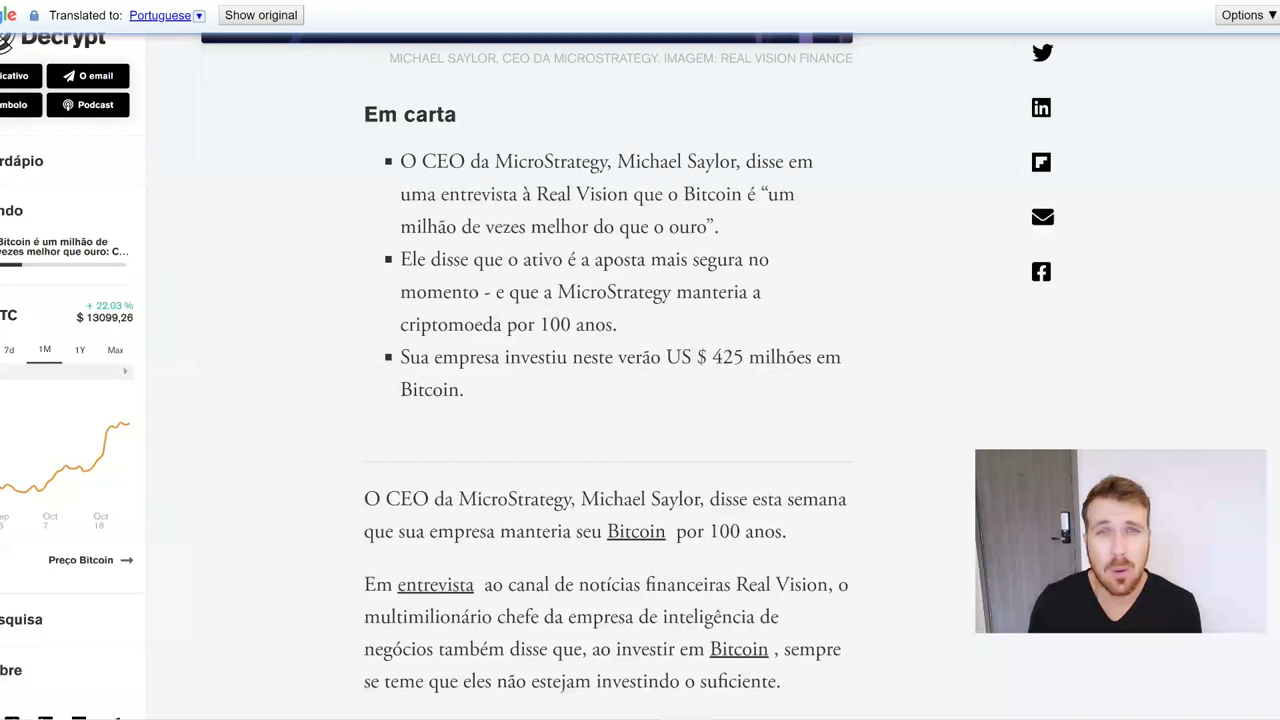 gle
Translated to: Portuguese
Show original
Options ▼
Decrypt
icativo
O email
mbolo
Podcast
rdápio
ndo
Bitcoin é um milhão de
vezes melhor que ouro: C...
TC
+ 22,03 %
$ 13099,26
7d 1M 1Y Max
ep Oct Oct
8 7 18
Preço Bitcoin →
squisa
bre
MICHAEL SAYLOR, CEO DA MICROSTRATEGY. IMAGEM: REAL VISION FINANCE
Em carta
▪ O CEO da MicroStrategy, Michael Saylor, disse em
uma entrevista à Real Vision que o Bitcoin é “um
milhão de vezes melhor do que o ouro”.
▪ Ele disse que o ativo é a aposta mais segura no
momento - e que a MicroStrategy manteria a
criptomoeda por 100 anos.
▪ Sua empresa investiu neste verão US $ 425 milhões em
Bitcoin.
O CEO da MicroStrategy, Michael Saylor, disse esta semana
que sua empresa manteria seu Bitcoin por 100 anos.
Em entrevista ao canal de notícias financeiras Real Vision, o
multimilionário chefe da empresa de inteligência de
negócios também disse que, ao investir em Bitcoin , sempre
se teme que eles não estejam investindo o suficiente.